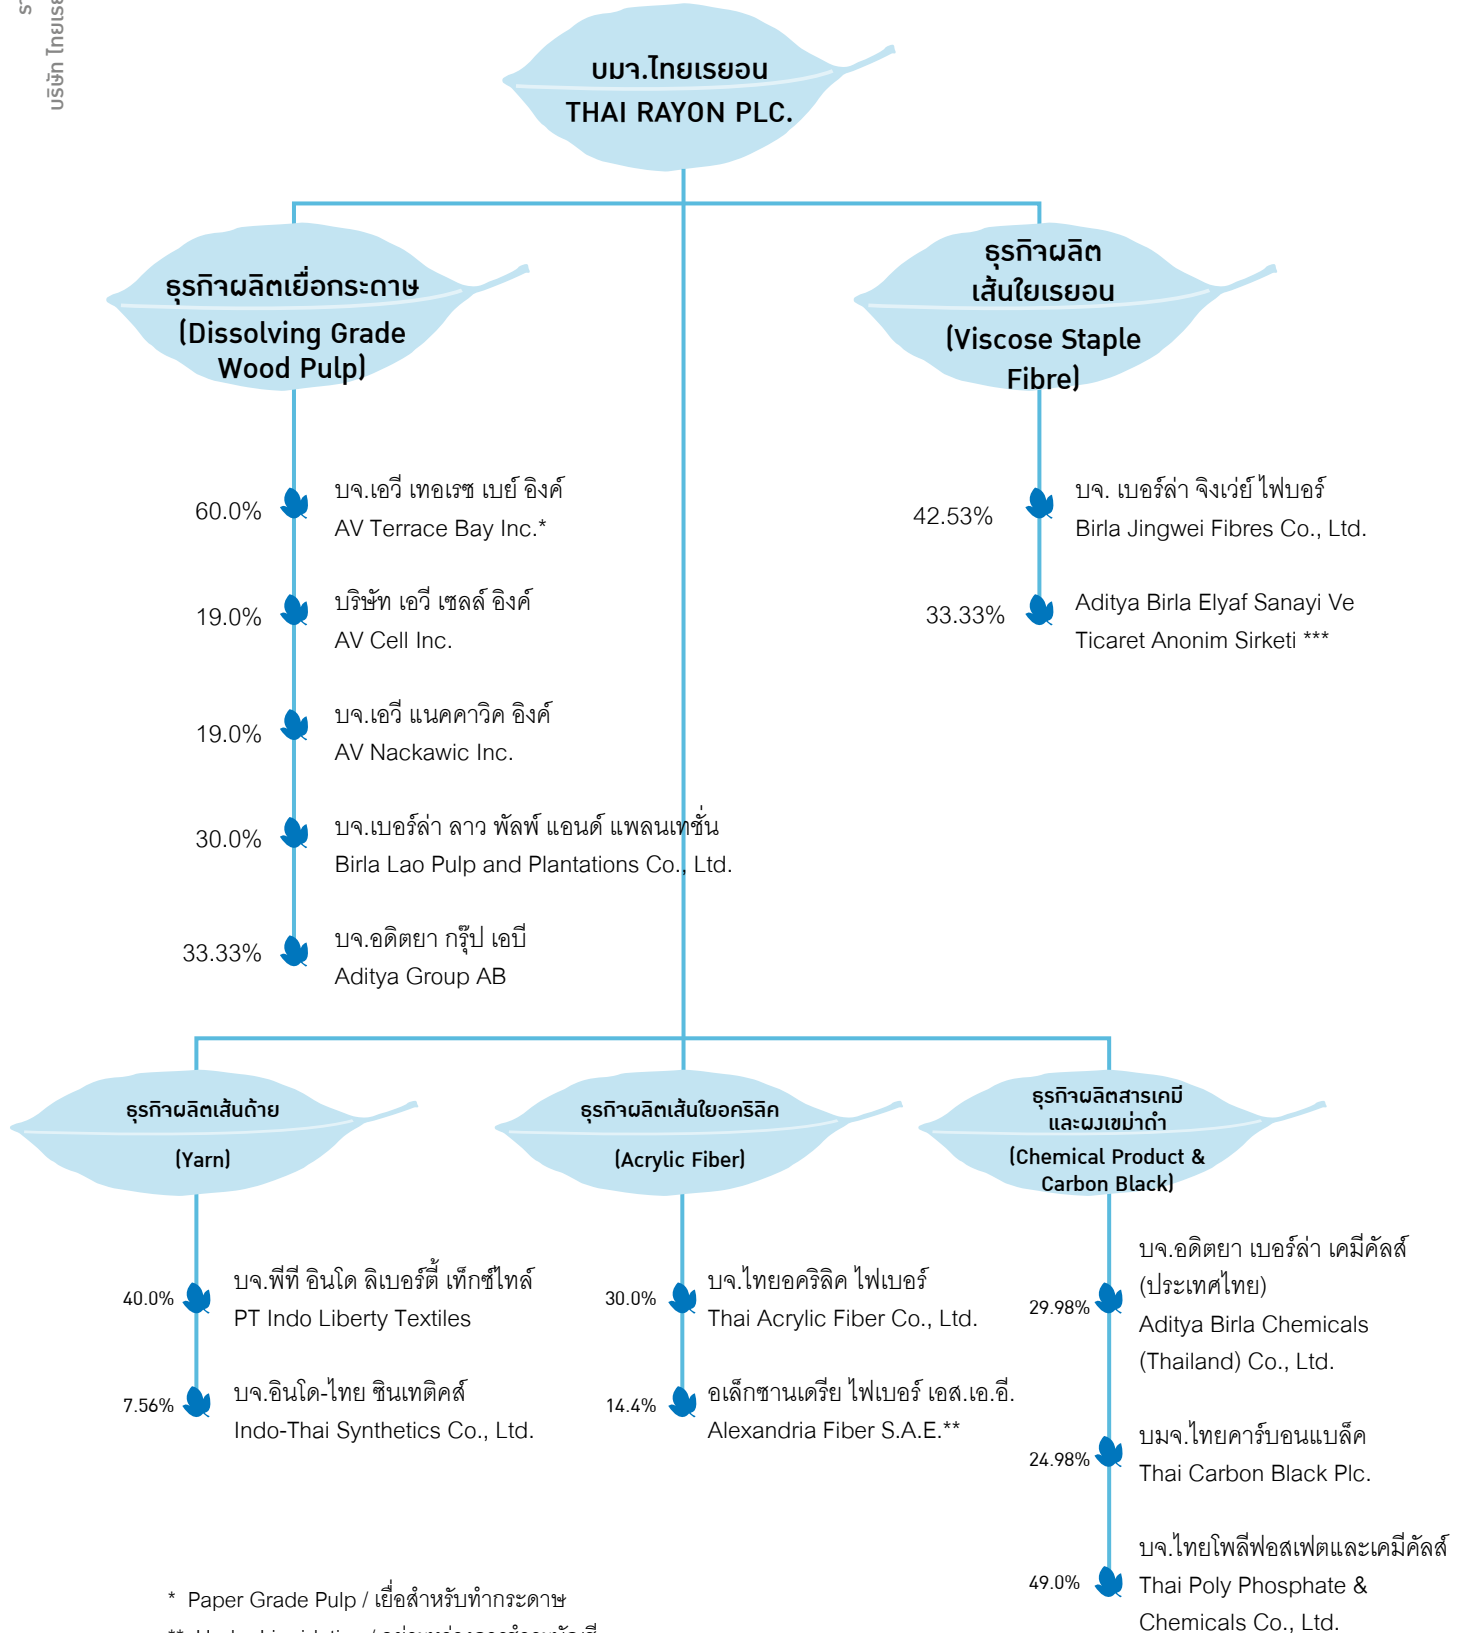 บริษัท ไทยเรย
บมจ.ไทยเรยอน
THAI RAYON PLC.
ธุรกิจผลิตเยื่อกระดาษ
(Dissolving Grade
Wood Pulp)
60.0%
บจ.เอวี เทอเรซ เบย์ อิงค์
AV Terrace Bay Inc.*
19.0%
บริษัท เอวี เซลล์ อิงค์
AV Cell Inc.
19.0%
บจ.เอวี แนคคาวิค อิงค์
AV Nackawic Inc.
30.0%
บจ.เบอร์ล่า ลาว พัลพ์ แอนด์ แพลนเทชั่น
Birla Lao Pulp and Plantations Co., Ltd.
33.33%
บจ.อดิตยา กรุ๊ป เอบี
Aditya Group AB
ธุรกิจผลิต
เส้นใยเรยอน
(Viscose Staple
Fibre)
42.53%
บจ. เบอร์ล่า จิงเว่ย์ ไฟบอร์
Birla Jingwei Fibres Co., Ltd.
33.33%
Aditya Birla Elyaf Sanayi Ve
Ticaret Anonim Sirketi ***
ธุรกิจผลิตเส้นด้าย
(Yarn)
40.0%
บจ.พีที อินโด ลิเบอร์ตี้ เท็กซ์ไทล์
PT Indo Liberty Textiles
7.56%
บจ.อินโด-ไทย ซินเทติคส์
Indo-Thai Synthetics Co., Ltd.
ธุรกิจผลิตเส้นใยอคริลิค
(Acrylic Fiber)
30.0%
บจ.ไทยอคริลิค ไฟเบอร์
Thai Acrylic Fiber Co., Ltd.
14.4%
อเล็กซานเดรีย ไฟเบอร์ เอส.เอ.อี.
Alexandria Fiber S.A.E.**
ธุรกิจผลิตสารเคมี
และผงเขม่าดำ
(Chemical Product &
Carbon Black)
29.98%
บจ.อดิตยา เบอร์ล่า เคมีคัลส์
(ประเทศไทย)
Aditya Birla Chemicals
(Thailand) Co., Ltd.
24.98%
บมจ.ไทยคาร์บอนแบล็ค
Thai Carbon Black Plc.
49.0%
บจ.ไทยโพลีฟอสเฟตและเคมีคัลส์
Thai Poly Phosphate &
Chemicals Co., Ltd.
* Paper Grade Pulp / เยื่อสำหรับทำกระดาษ